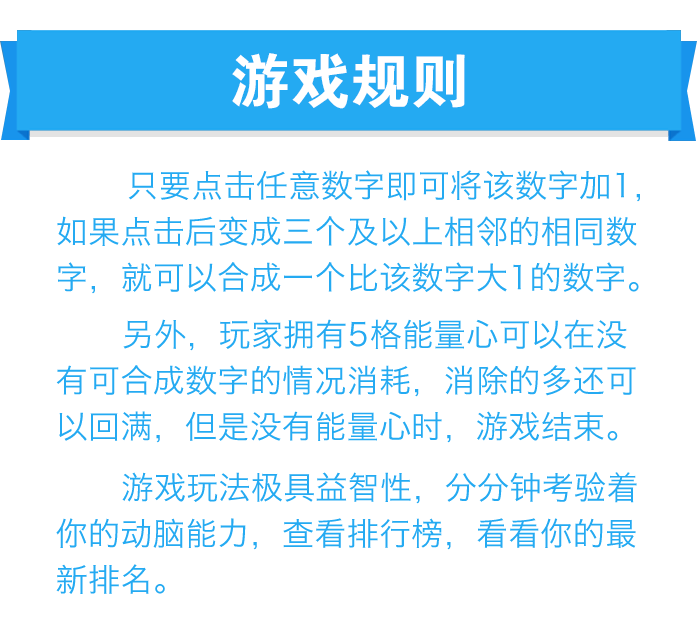 游戏规则
只要点击任意数字即可将该数字加1，
如果点击后变成三个及以上相邻的相同数
字，就可以合成一个比该数字大1的数字。
另外，玩家拥有5格能量心可以在没
有可合成数字的情况消耗，消除的多还可
以回满，但是没有能量心时，游戏结束。
游戏玩法极具益智性，分分钟考验着
你的动脑能力，查看排行榜，看看你的最
新排名。